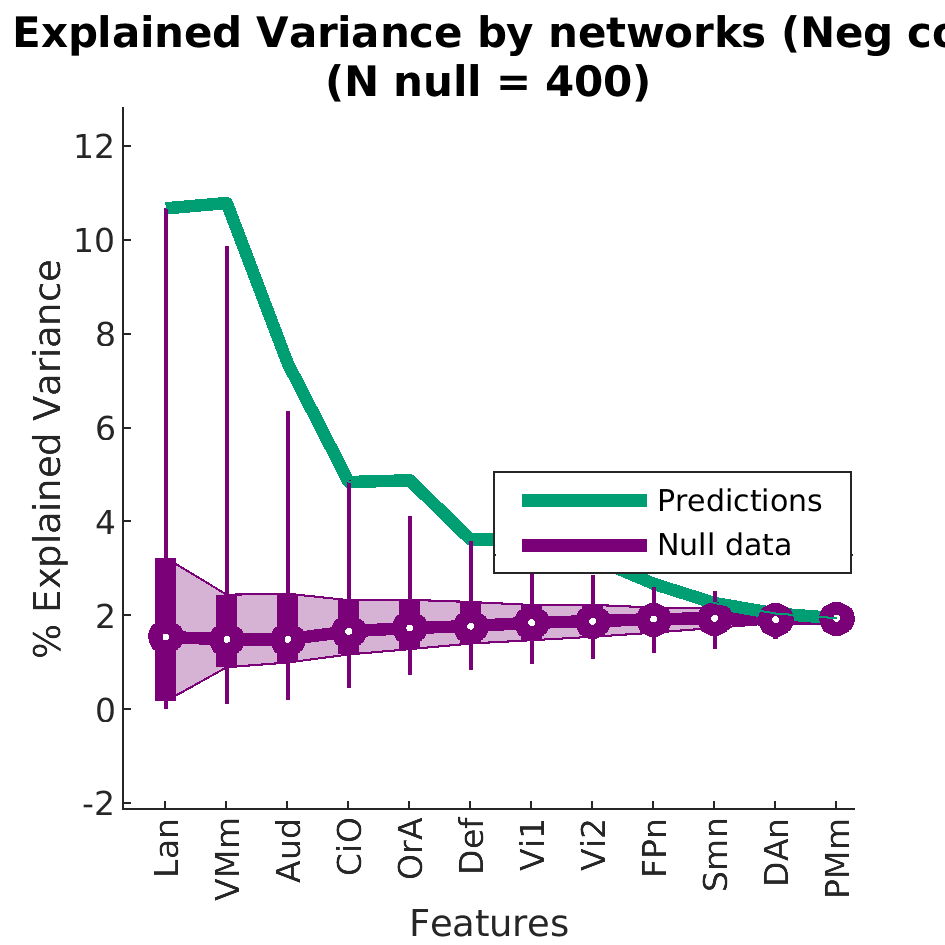 Explained Variance by networks (Neg co
(N null = 400)
12
10
8
6
4
2
0
-2
% Explained Variance
Predictions
Null data
Lan
VMm
Aud
CiO
OrA
Def
Vi1
Vi2
FPn
Smn
DAn
PMm
Features